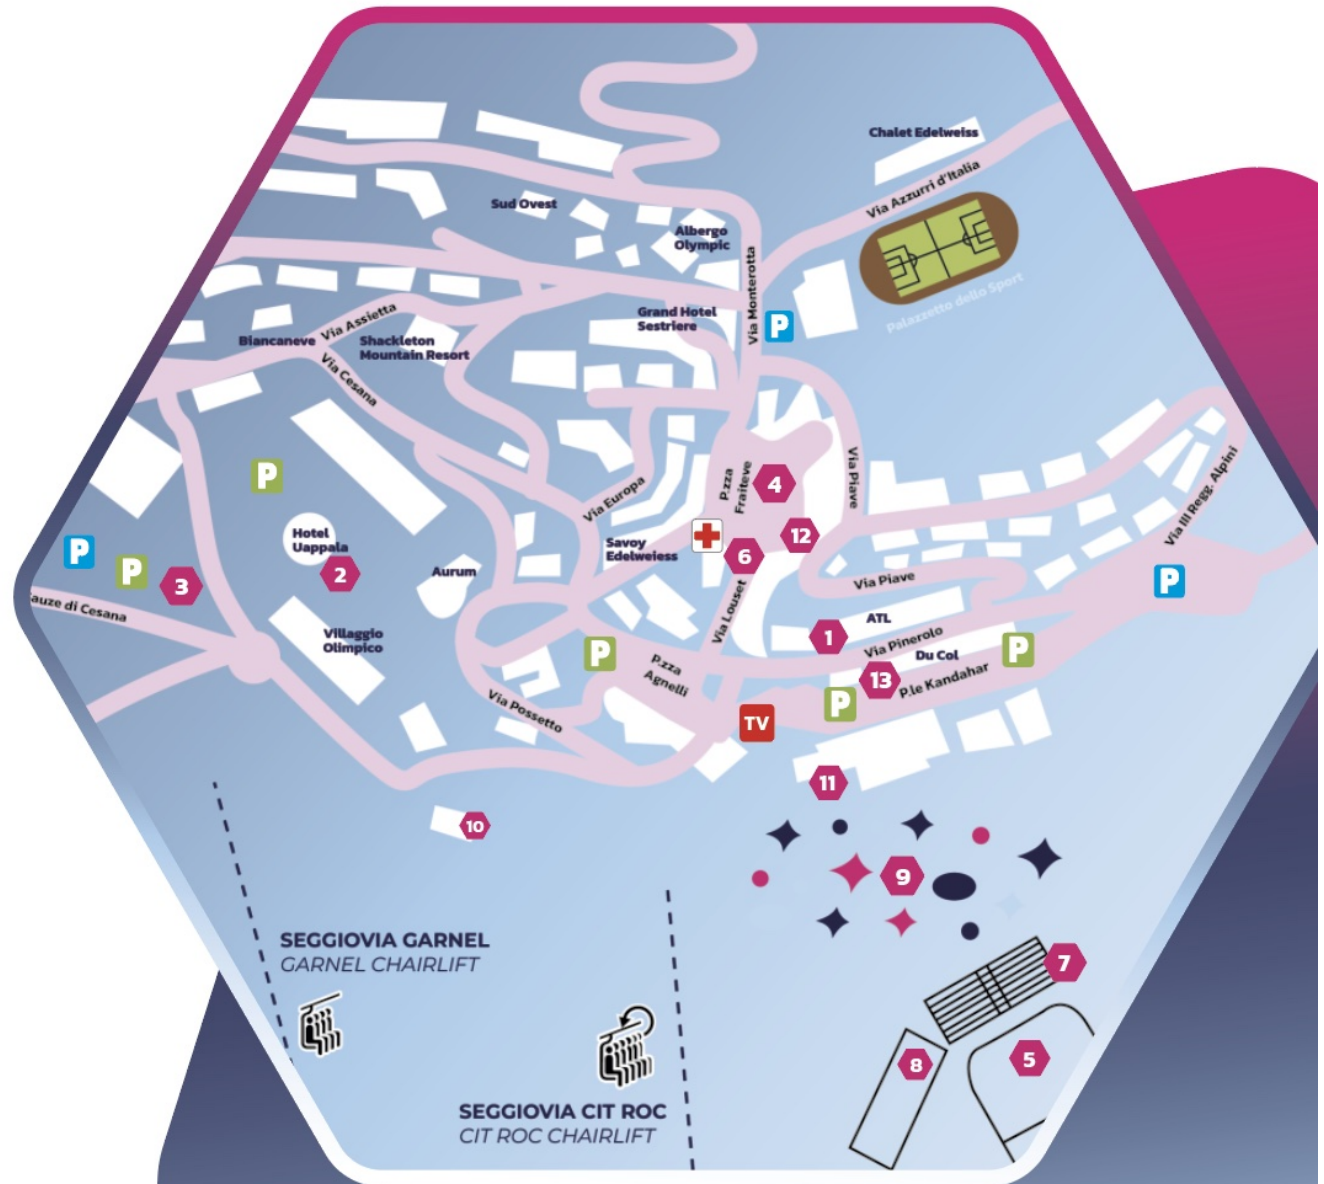 Chalet Edelweiss
Via Azzurri d'Italia
Sud Ovest
Albergo
Olympic
Via Monterotta
Palazzetto dello Sport
Grand Hotel
Sestriere
P
Via Assietta
Biancaneve
Shackleton
Mountain Resort
Via Cesana
P
Via Europa
P.zza
Fraiteve
4
Via Piave
Via III Regg. Alpini
12
6
Savoy
Edelweiess
Hotel
Uappala
2
P
P
3
Aurum
auze di Cesana
Via Piave
P
Via Louset
ATL
1
Via Pinerolo
Du Col
P
Villaggio
Olimpico
P
P.zza
Agnelli
13
P.le Kandahar
P
Via Possetto
TV
11
10
9
SEGGIOVIA GARNEL
GARNEL CHAIRLIFT
7
8
5
SEGGIOVIA CIT ROC
CIT ROC CHAIRLIFT